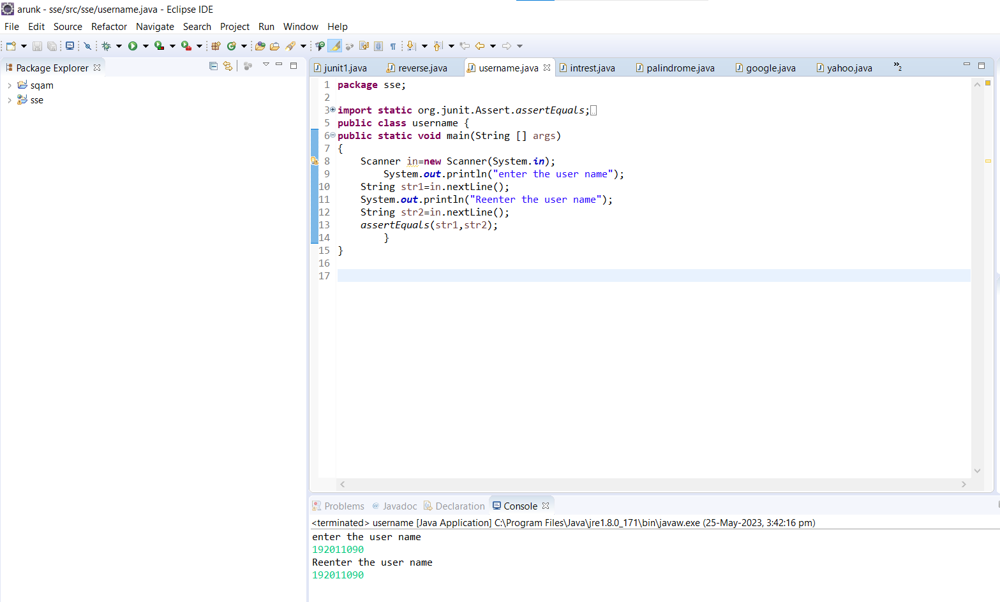 arunk - sse/src/sse/username.java - Eclipse IDE
File Edit Source Refactor Navigate Search Project Run Window Help
Package Explorer
sqam
sse
junit1.java reverse.java username.java intrest.java palindrome.java google.java yahoo.java »2
1 package sse;
2
3 import static org.junit.Assert.assertEquals;
5 public class username {
6 public static void main(String [] args)
7 {
8 Scanner in=new Scanner(System.in);
9 System.out.println("enter the user name");
10 String str1=in.nextLine();
11 System.out.println("Reenter the user name");
12 String str2=in.nextLine();
13 assertEquals(str1,str2);
14 }
15 }
16
17
Problems @ Javadoc Declaration Console
<terminated> username [Java Application] C:\Program Files\Java\jre1.8.0_171\bin\javaw.exe (25-May-2023, 3:42:16 pm)
enter the user name
192011090
Reenter the user name
192011090